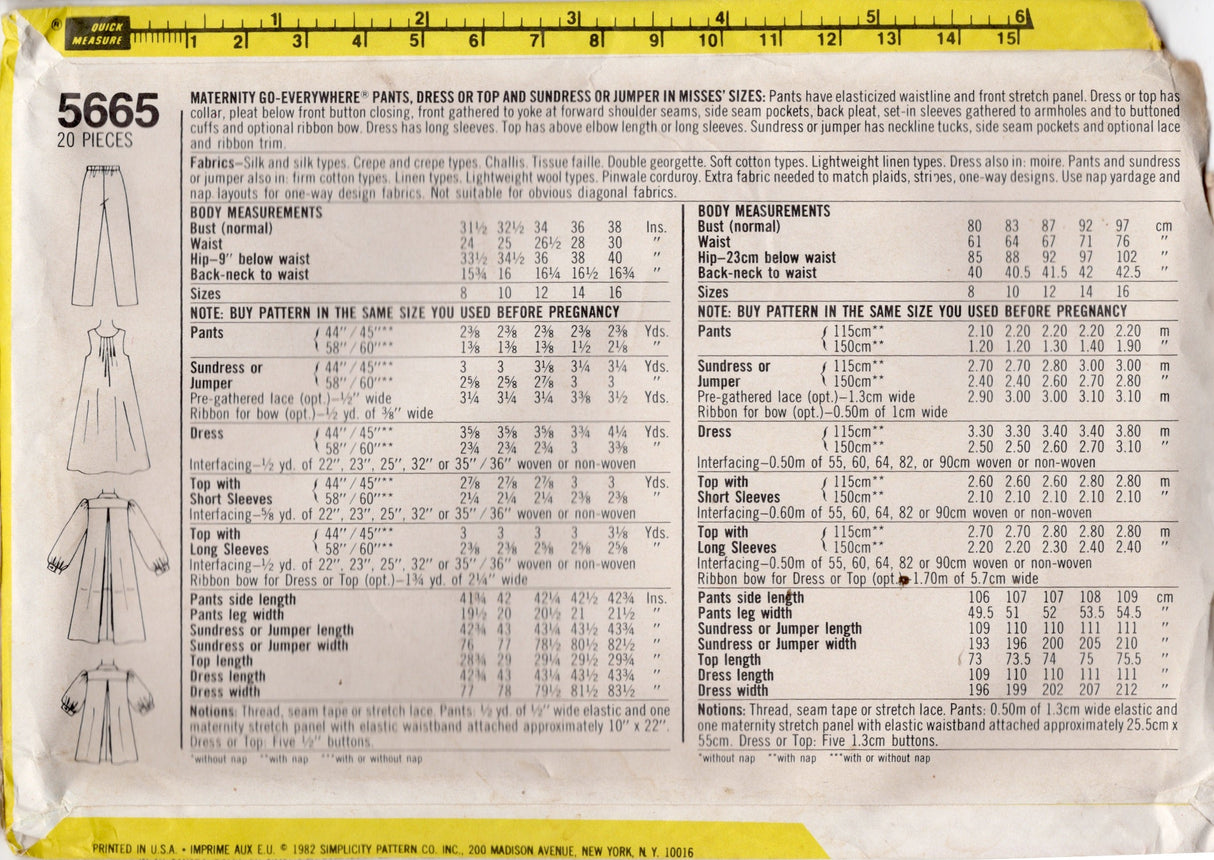 ®
QUICK
MEASURE
1 2 3 4 5 6
1 2 3 4 5 6 7 8 9 10 11 12 13 14 15
5665
20 PIECES
MATERNITY GO-EVERYWHERE® PANTS, DRESS OR TOP AND SUNDRESS OR JUMPER IN MISSES' SIZES: Pants have elasticized waistline and front stretch panel. Dress or top has
collar, pleat below front button closing, front gathered to yoke at forward shoulder seams, side seam pockets, back pleat, set-in sleeves gathered to armholes and to buttoned
cuffs and optional ribbon bow. Dress has long sleeves. Top has above elbow length or long sleeves. Sundress or jumper has neckline tucks, side seam pockets and optional lace
and ribbon trim.
Fabrics—Silk and silk types. Crepe and crepe types. Challis. Tissue faille. Double georgette. Soft cotton types. Lightweight linen types. Dress also in: moire. Pants and sundress
or jumper also in: firm cotton types. Linen types. Lightweight wool types. Pinwale corduroy. Extra fabric needed to match plaids, stripes, one-way designs. Use nap yardage and
nap layouts for one-way design fabrics. Not suitable for obvious diagonal fabrics.
BODY MEASUREMENTS
Bust (normal) 31½ 32½ 34 36 38 Ins.
Waist 24 25 26½ 28 30 "
Hip–9" below waist 33½ 34½ 36 38 40 "
Back-neck to waist 15¾ 16 16¼ 16½ 16¾ "
Sizes 8 10 12 14 16
NOTE: BUY PATTERN IN THE SAME SIZE YOU USED BEFORE PREGNANCY
Pants { 44"/45"** 2⅜ 2⅜ 2⅜ 2⅜ 2⅜ Yds.
58"/60"** 1⅜ 1⅜ 1⅜ 1½ 2⅛ "
Sundress or { 44"/45"** 3 3 3⅛ 3¼ 3¼ Yds.
Jumper 58"/60"** 2⅝ 2⅝ 2⅞ 3 3 "
Pre-gathered lace (opt.)–½" wide 3¼ 3¼ 3¼ 3⅜ 3½ Yds.
Ribbon for bow (opt.)–½ yd. of ⅜" wide
Dress { 44"/45"** 3⅝ 3⅝ 3⅝ 3¾ 4¼ Yds.
58"/60"** 2¾ 2¾ 2¾ 3 3⅜ "
Interfacing–½ yd. of 22", 23", 25", 32" or 35"/36" woven or non-woven
Top with { 44"/45"** 2⅞ 2⅞ 2⅞ 3 3 Yds.
Short Sleeves 58"/60"** 2¼ 2¼ 2¼ 2⅜ 2⅜ "
Interfacing–⅝ yd. of 22", 23", 25", 32" or 35"/36" woven or non-woven
Top with { 44"/45"** 3 3 3 3 3⅛ Yds.
Long Sleeves 58"/60"** 2⅜ 2⅜ 2⅝ 2⅝ 2⅝ "
Interfacing–½ yd. of 22", 23", 25", 32" or 35"/36" woven or non-woven
Ribbon bow for Dress or Top (opt.)–1¾ yd. of 2¼" wide
Pants side length 41¾ 42 42¼ 42½ 42¾ Ins.
Pants leg width 19½ 20 20½ 21 21½ "
Sundress or Jumper length 42¾ 43 43¼ 43½ 43¾ "
Sundress or Jumper width 76 77 78½ 80½ 82½ "
Top length 28¾ 29 29¼ 29½ 29¾ "
Dress length 42¾ 43 43¼ 43½ 43¾ "
Dress width 77 78 79½ 81½ 83½ "
Notions: Thread, seam tape or stretch lace. Pants: ½ yd. of ½" wide elastic and one
maternity stretch panel with elastic waistband attached approximately 10" x 22".
Dress or Top: Five ½" buttons.
*without nap **with nap ***with or without nap
BODY MEASUREMENTS
Bust (normal) 80 83 87 92 97 cm
Waist 61 64 67 71 76 "
Hip–23cm below waist 85 88 92 97 102 "
Back-neck to waist 40 40.5 41.5 42 42.5 "
Sizes 8 10 12 14 16
NOTE: BUY PATTERN IN THE SAME SIZE YOU USED BEFORE PREGNANCY
Pants { 115cm** 2.10 2.20 2.20 2.20 2.20 m
150cm** 1.20 1.20 1.30 1.40 1.90 "
Sundress or { 115cm** 2.70 2.70 2.80 3.00 3.00 m
Jumper 150cm** 2.40 2.40 2.60 2.70 2.80 "
Pre-gathered lace (opt.)–1.3cm wide 2.90 3.00 3.00 3.10 3.10 m
Ribbon for bow (opt.)–0.50m of 1cm wide
Dress { 115cm** 3.30 3.30 3.40 3.40 3.80 m
150cm** 2.50 2.50 2.60 2.70 3.10 "
Interfacing–0.50m of 55, 60, 64, 82, or 90cm woven or non-woven
Top with { 115cm** 2.60 2.60 2.60 2.80 2.80 m
Short Sleeves 150cm** 2.10 2.10 2.10 2.10 2.10 "
Interfacing–0.60m of 55, 60, 64, 82 or 90cm woven or non-woven
Top with { 115cm** 2.70 2.70 2.80 2.80 2.80 m
Long Sleeves 150cm** 2.20 2.20 2.30 2.40 2.40 "
Interfacing–0.50m of 55, 60, 64, 82 or 90cm woven or non-woven
Ribbon bow for Dress or Top (opt.)–1.70m of 5.7cm wide
Pants side length 106 107 107 108 109 cm
Pants leg width 49.5 51 52 53.5 54.5 "
Sundress or Jumper length 109 110 110 111 111 "
Sundress or Jumper width 193 196 200 205 210 "
Top length 73 73.5 74 75 75.5 "
Dress length 109 110 110 111 111 "
Dress width 196 199 202 207 212 "
Notions: Thread, seam tape or stretch lace. Pants: 0.50m of 1.3cm wide elastic and
one maternity stretch panel with elastic waistband attached approximately 25.5cm x
55cm. Dress or Top: Five 1.3cm buttons.
*without nap **with nap ***with or without nap
PRINTED IN U.S.A. • IMPRIME AUX E.U. © 1982 SIMPLICITY PATTERN CO. INC., 200 MADISON AVENUE, NEW YORK, N. Y. 10016